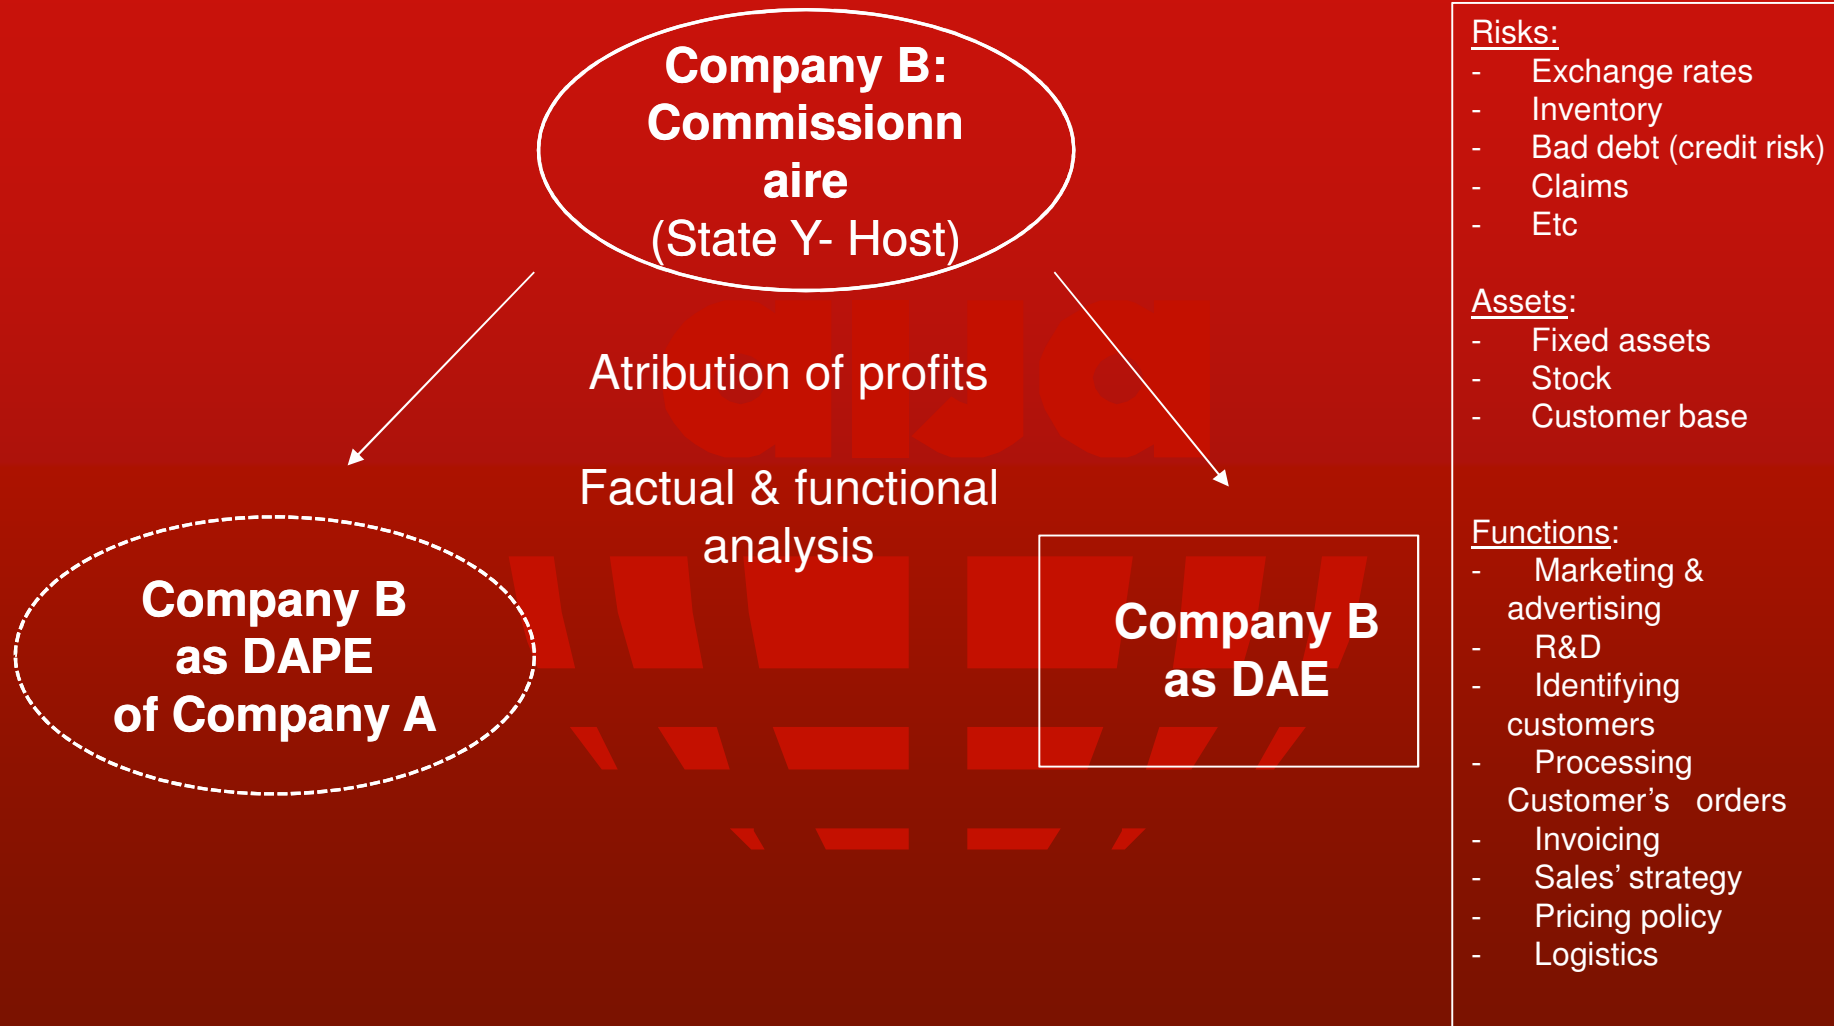 Company B:
Commissionn
aire
(State Y- Host)
Atribution of profits
Factual & functional
analysis
Company B
as DAPE
of Company A
Company B
as DAE
aija
Risks:
- Exchange rates
- Inventory
- Bad debt (credit risk)
- Claims
- Etc
Assets:
- Fixed assets
- Stock
- Customer base
Functions:
- Marketing &
advertising
- R&D
- Identifying
customers
- Processing
Customer’s orders
- Invoicing
- Sales’ strategy
- Pricing policy
- Logistics